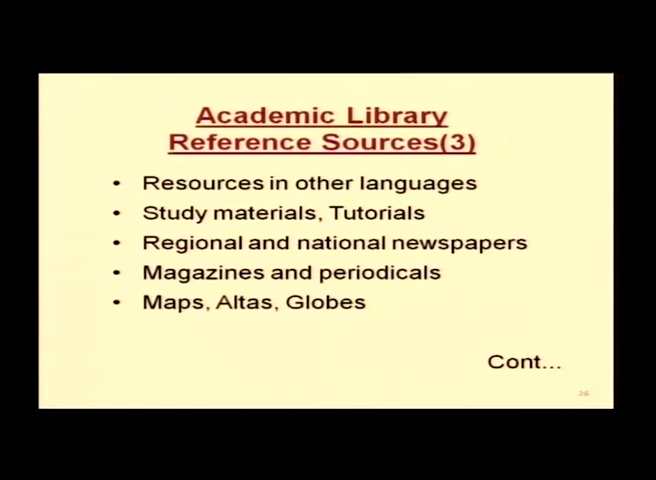 Academic Library
Reference Sources(3)
• Resources in other languages
• Study materials, Tutorials
• Regional and national newspapers
• Magazines and periodicals
• Maps, Altas, Globes
Cont...
26